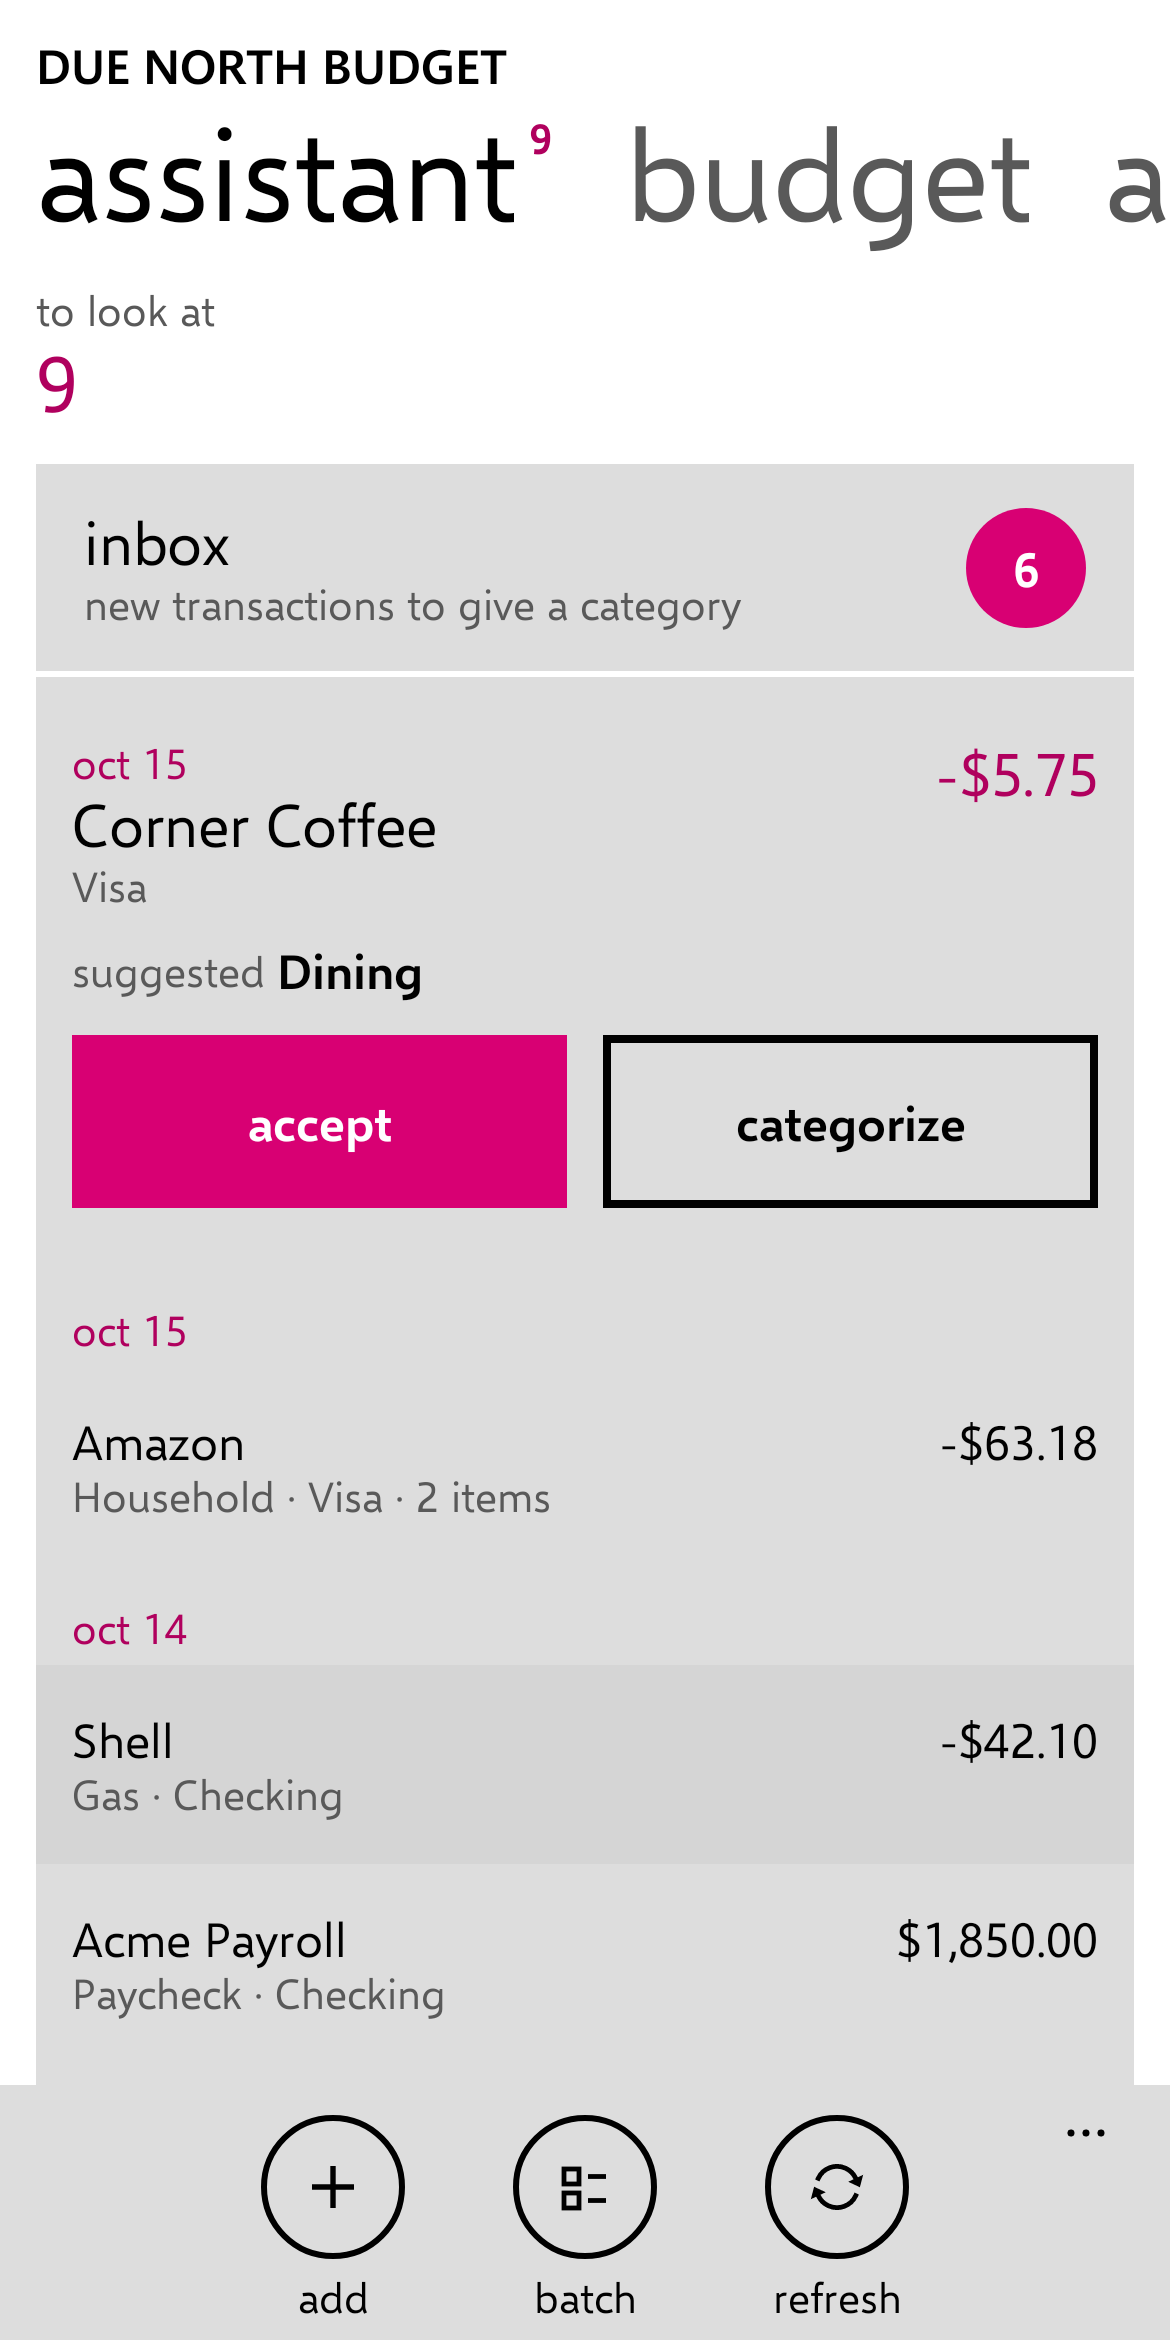 DUE NORTH BUDGET
assistant 9 budget a
to look at
9
inbox
new transactions to give a category
6
oct 15
-$5.75
Corner Coffee
Visa
suggested Dining
accept
categorize
oct 15
Amazon
-$63.18
Household · Visa · 2 items
oct 14
Shell
-$42.10
Gas · Checking
Acme Payroll
$1,850.00
Paycheck · Checking
...
add
batch
refresh